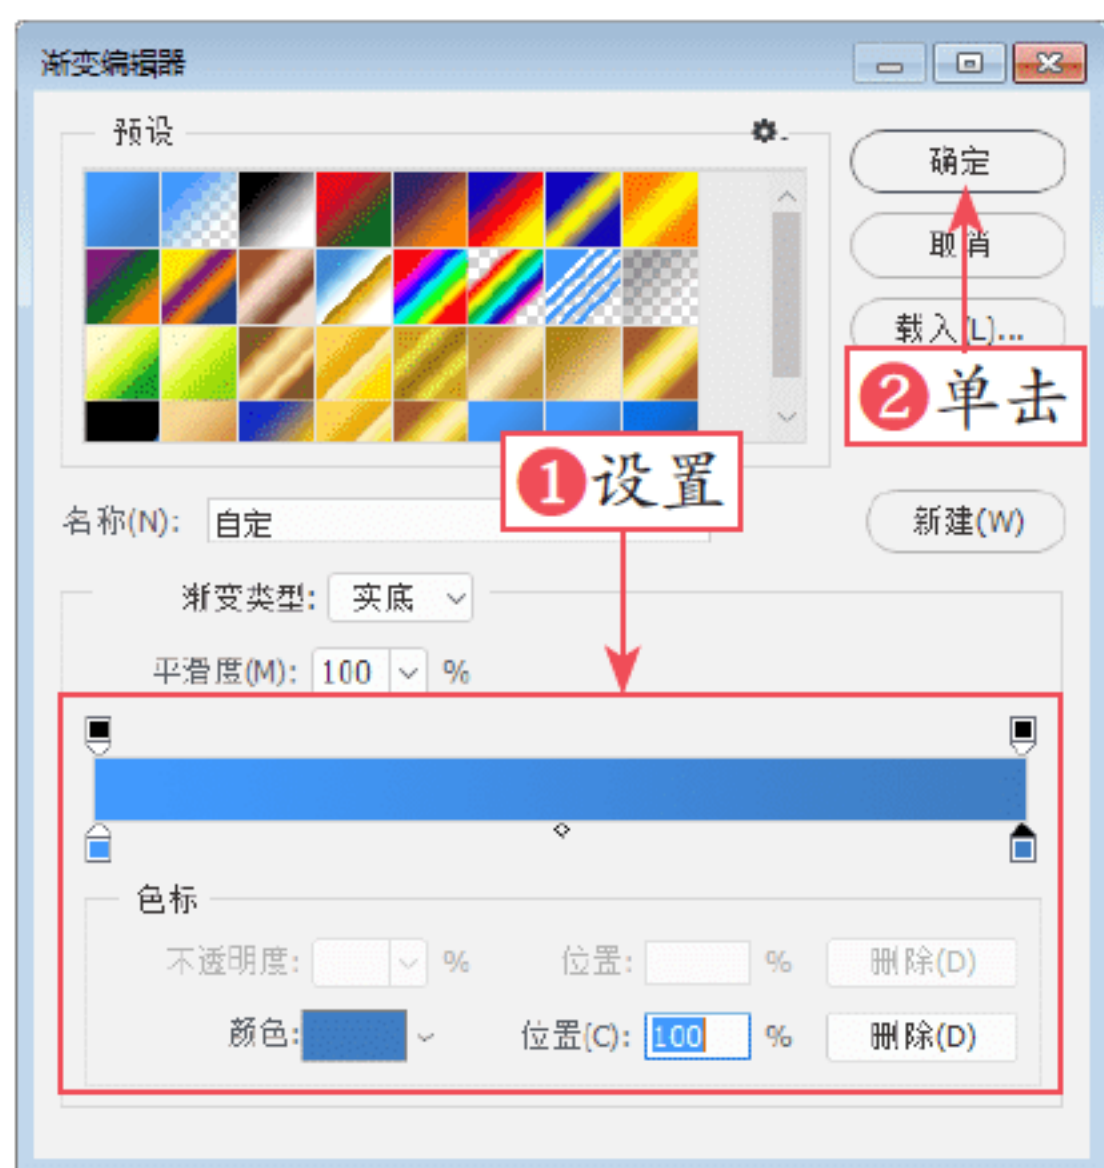 渐变编辑器
预设
确定
取消
载入(L)...
❷单击
❶设置
名称(N): 自定
新建(W)
渐变类型: 实底
平滑度(M): 100 %
色标
不透明度: % 位置: % 删除(D)
颜色: 位置(C): 100 % 删除(D)